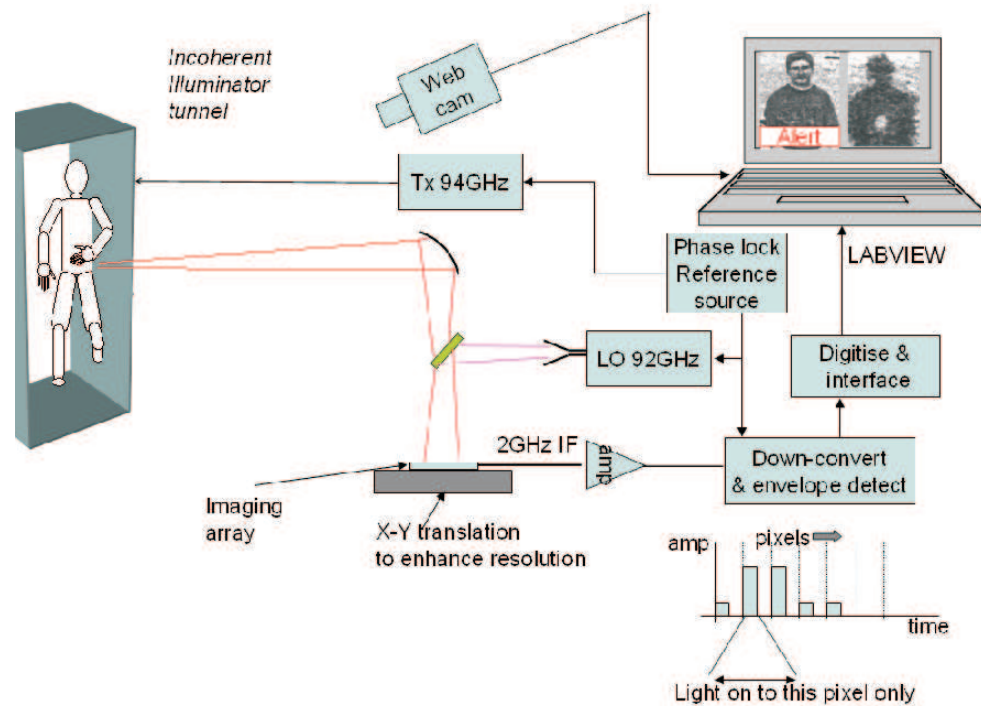 Incoherent
Illuminator
tunnel
Web
cam
Alert
Tx 94GHz
Phase lock
Reference
source
LABVIEW
LO 92GHz
Digitise &
interface
2GHz IF
amp
Down-convert
& envelope detect
Imaging
array
X-Y translation
to enhance resolution
amp
pixels
time
Light on to this pixel only